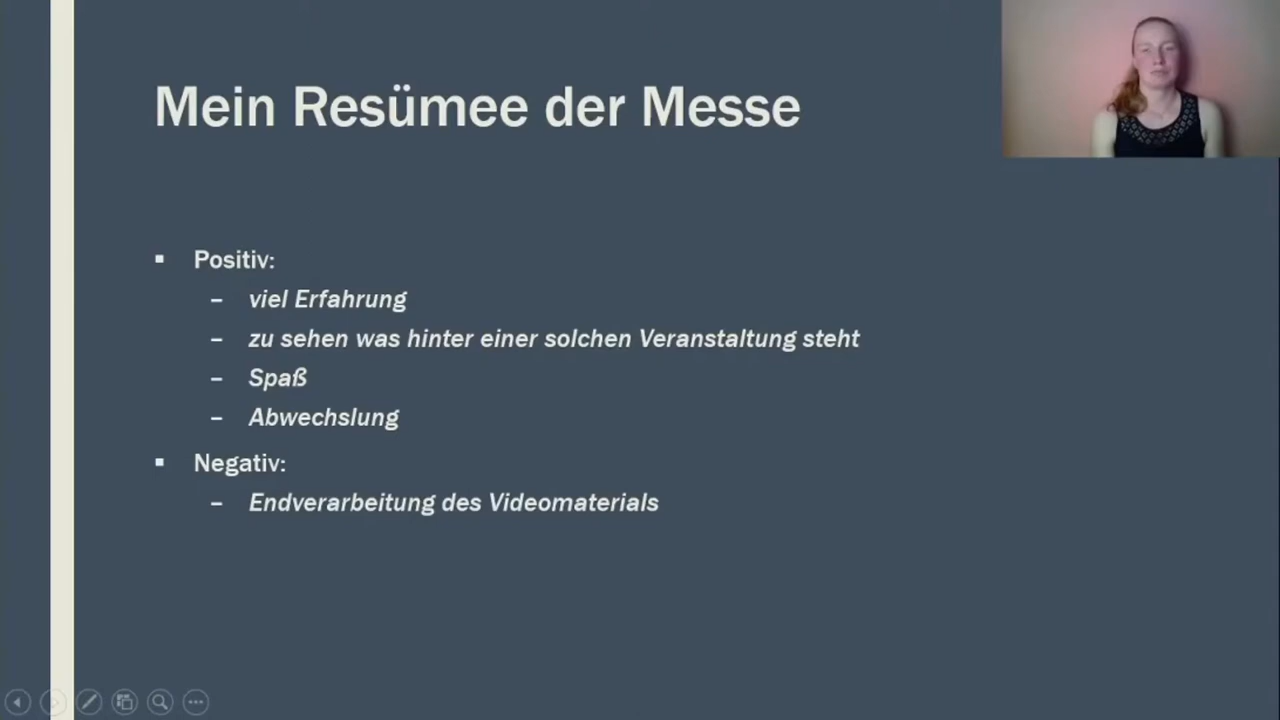 Mein Resümee der Messe
▪ Positiv:
– viel Erfahrung
– zu sehen was hinter einer solchen Veranstaltung steht
– Spaß
– Abwechslung
▪ Negativ:
– Endverarbeitung des Videomaterials